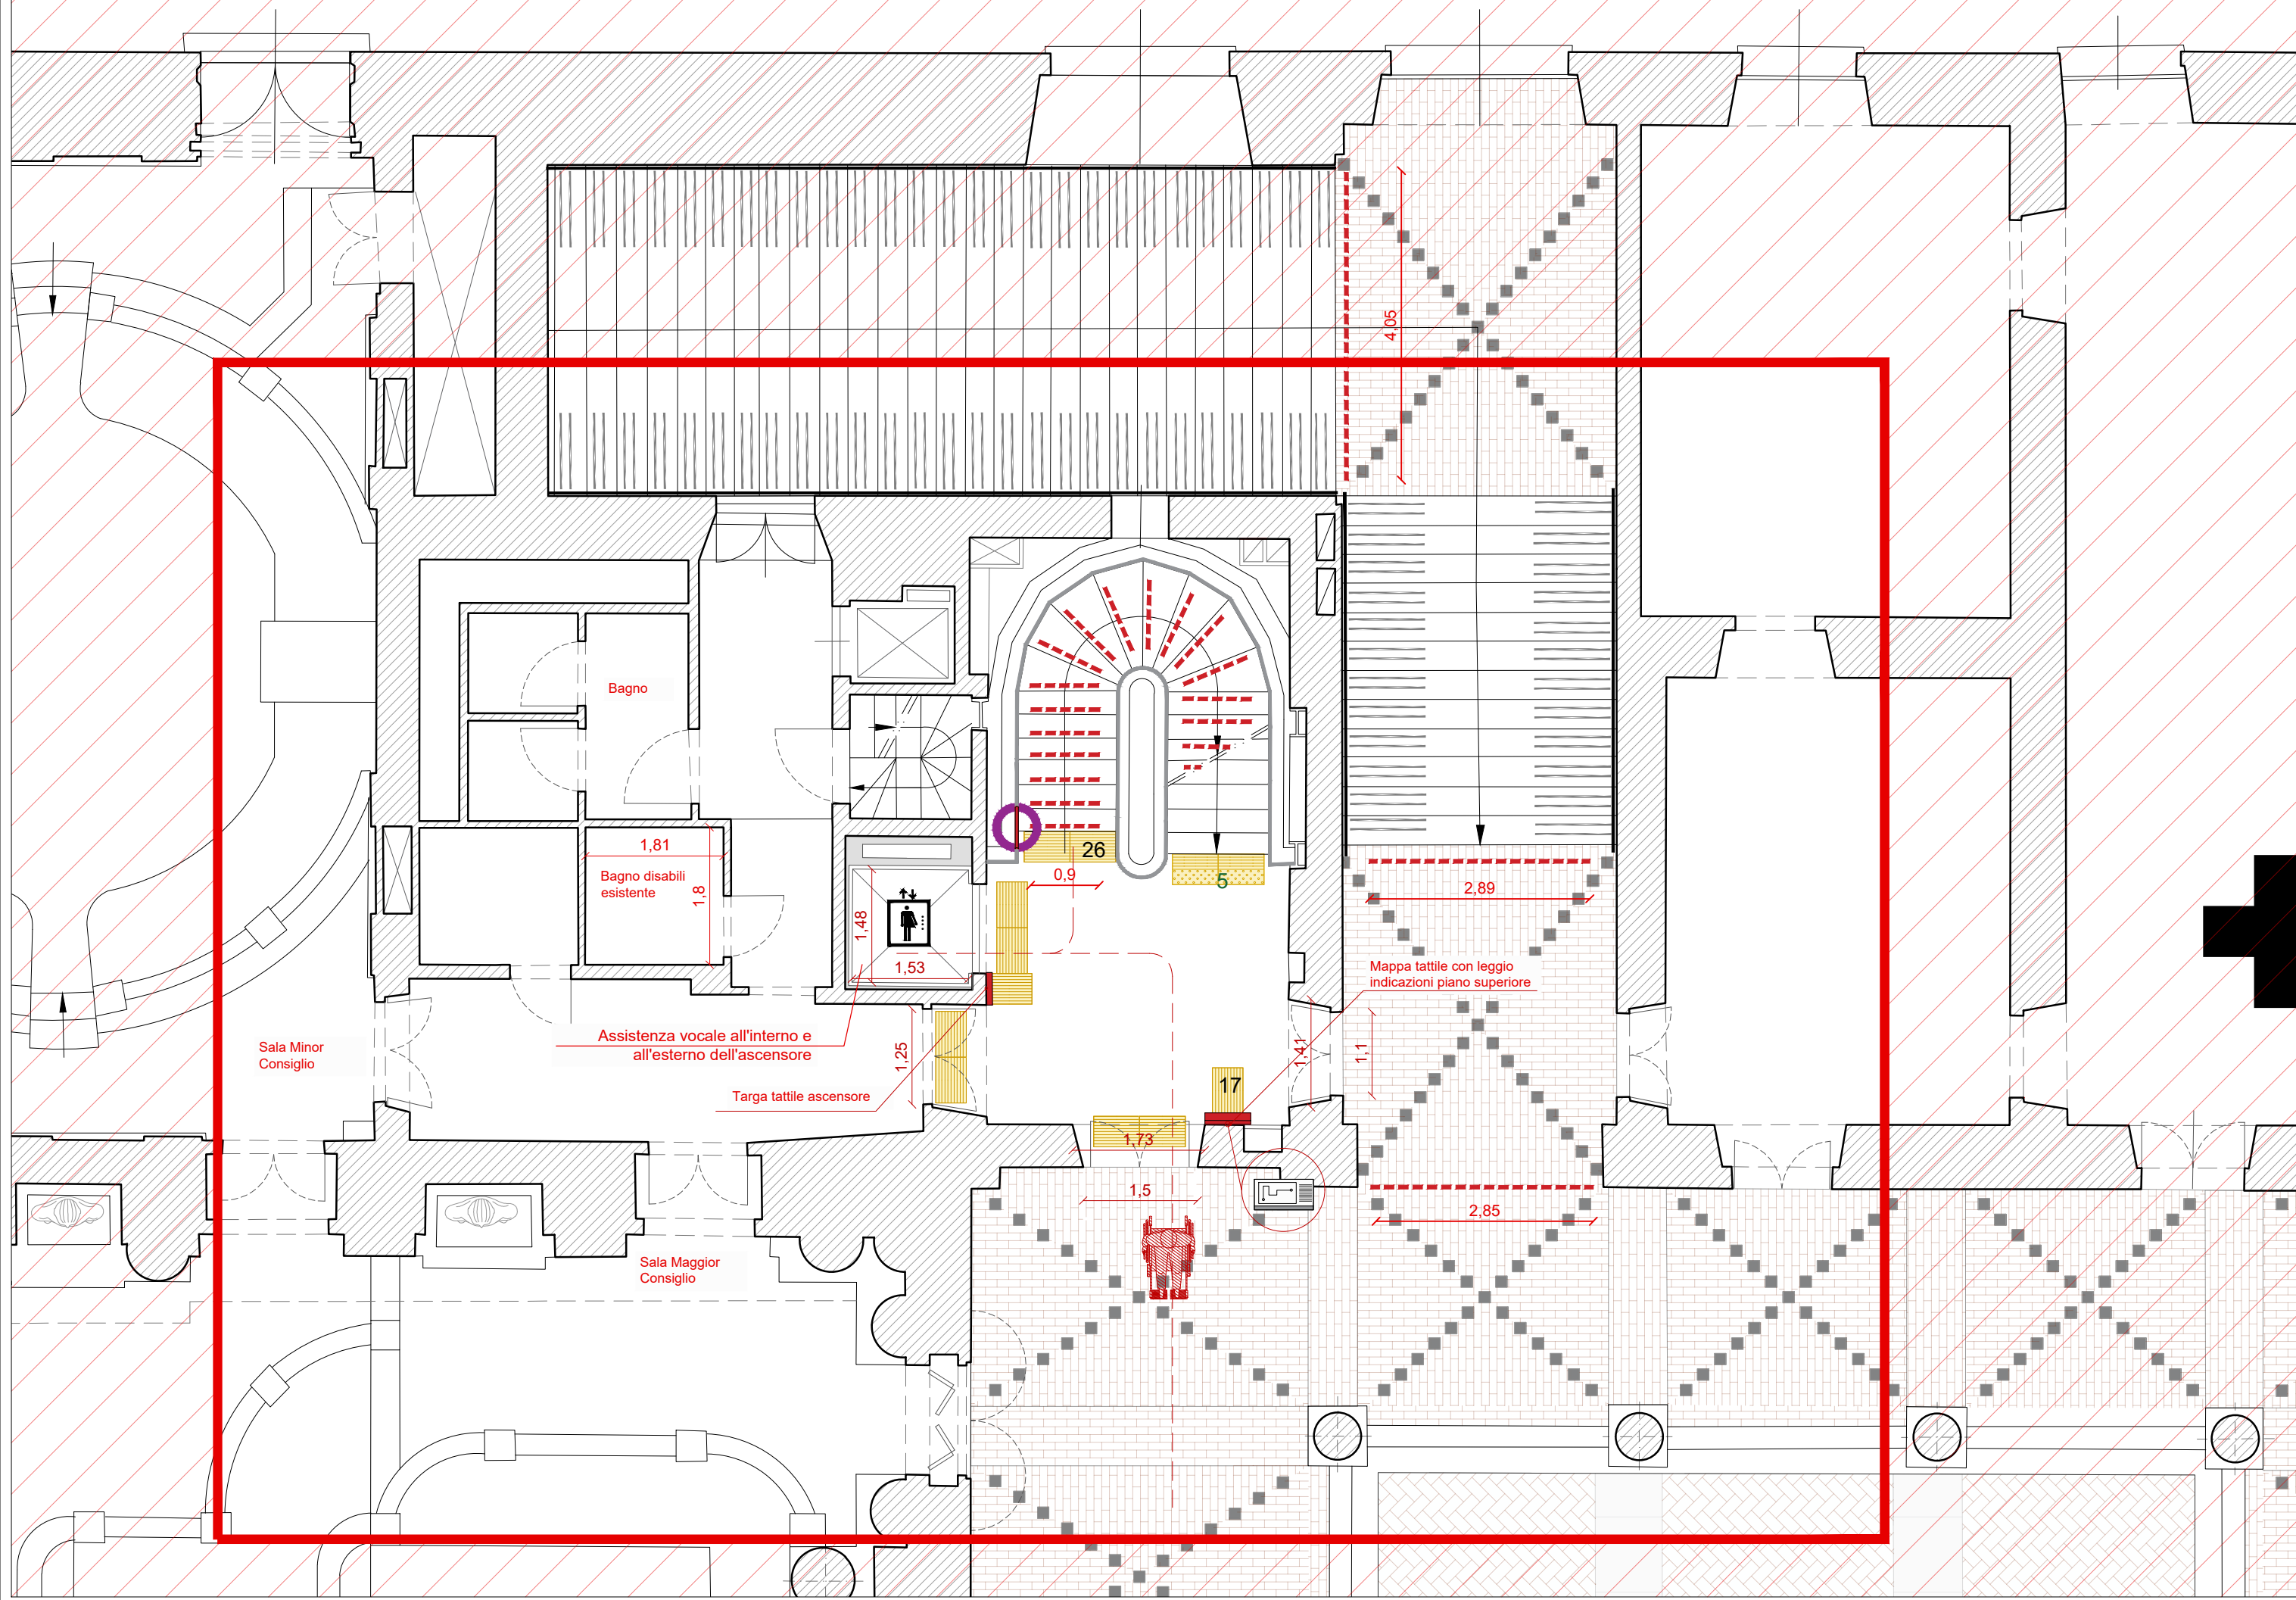 4,05
Bagno
1,81
Bagno disabili
esistente
1,8
26
0,9
5
2,89
1,48
1,53
Mappa tattile con leggio
indicazioni piano superiore
Assistenza vocale all'interno e
all'esterno dell'ascensore
1,25
1,41
1,1
Sala Minor
Consiglio
Targa tattile ascensore
17
1,73
1,5
2,85
Sala Maggior
Consiglio